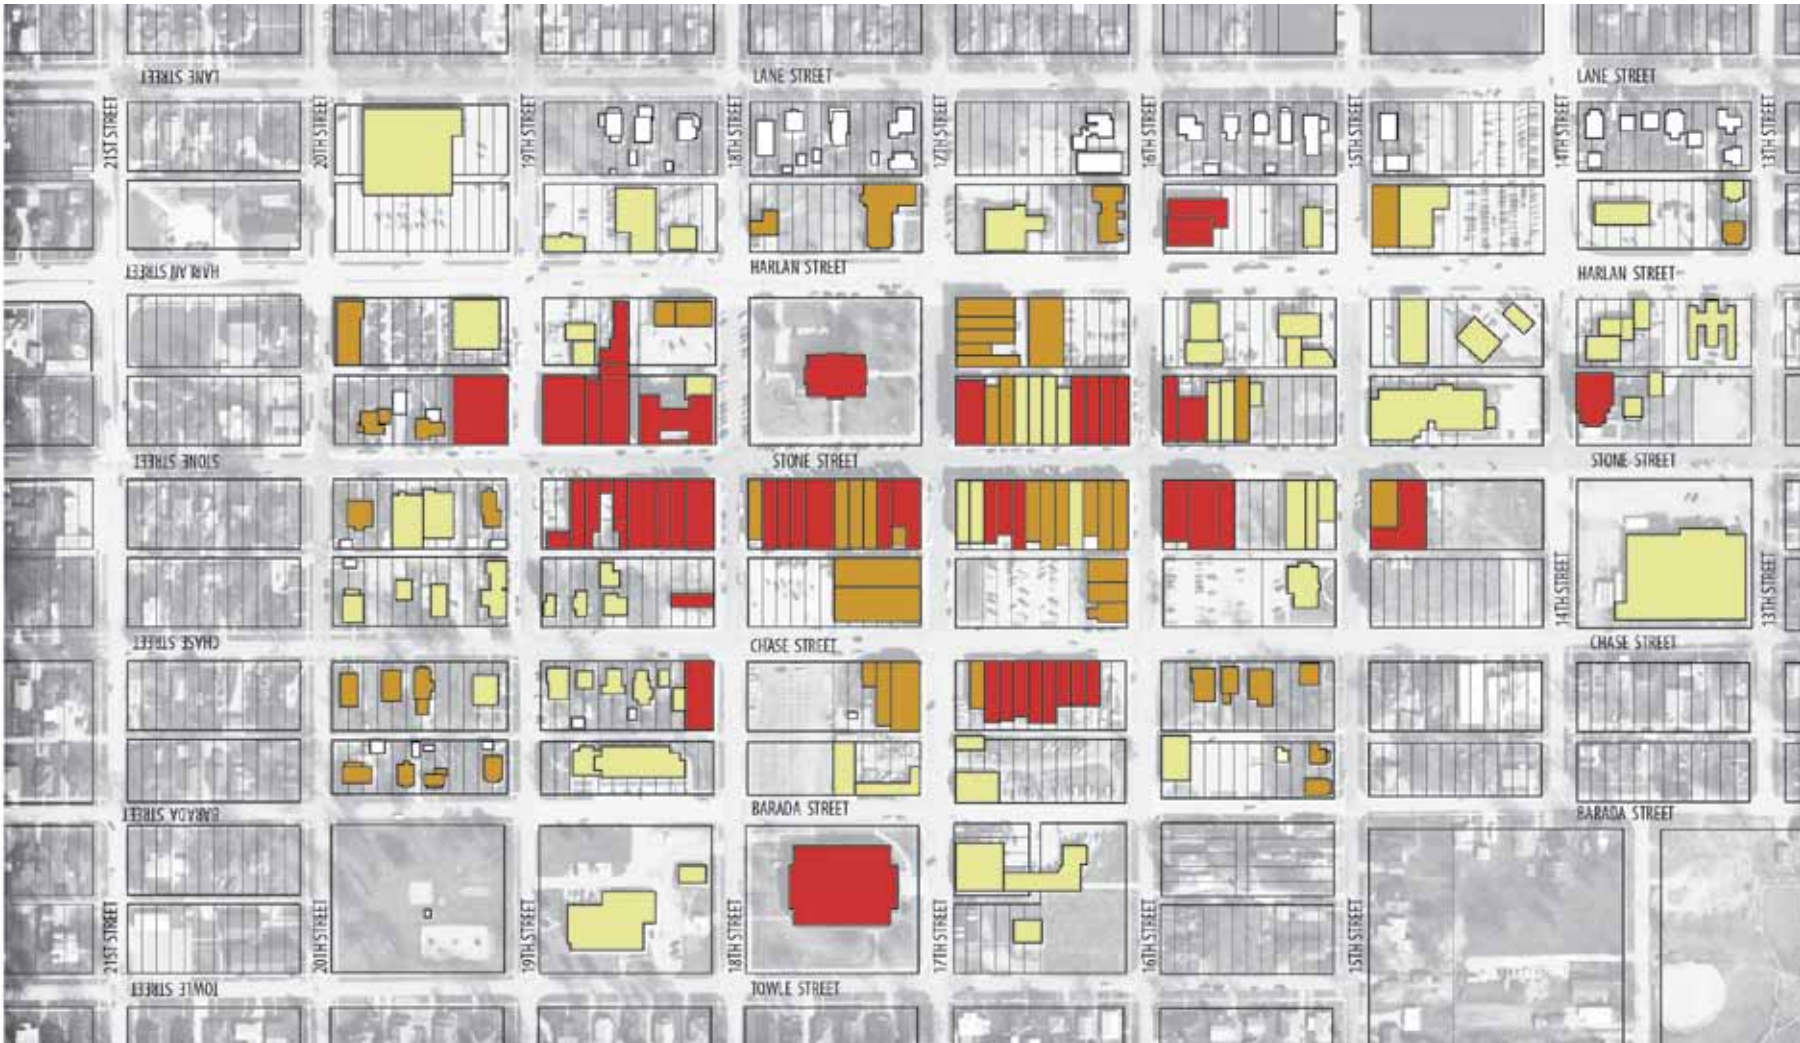 LANE STREET
LANE STREET
LANE STREET
21ST STREET
20TH STREET
19TH STREET
18TH STREET
17TH STREET
16TH STREET
15TH STREET
14TH STREET
13TH STREET
HARLAN STREET
HARLAN STREET
HARLAN STREET
STONE STREET
STONE STREET
STONE STREET
14TH STREET
13TH STREET
CHASE STREET
CHASE STREET
CHASE STREET
BARADA STREET
BARADA STREET
BARADA STREET
21ST STREET
20TH STREET
19TH STREET
18TH STREET
17TH STREET
16TH STREET
15TH STREET
TOWLE STREET
TOWLE STREET